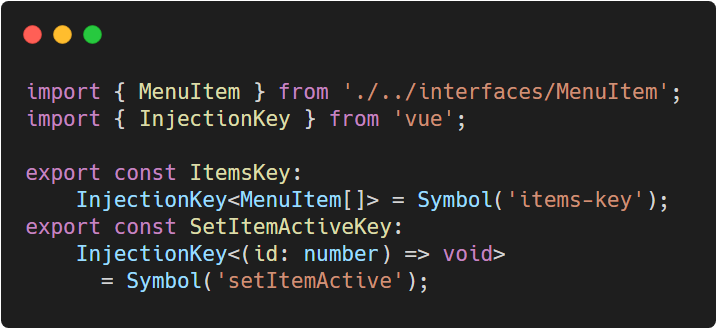 import { MenuItem } from './../interfaces/MenuItem';
import { InjectionKey } from 'vue';

export const ItemsKey:
    InjectionKey<MenuItem[]> = Symbol('items-key');
export const SetItemActiveKey:
    InjectionKey<(id: number) => void>
      = Symbol('setItemActive');